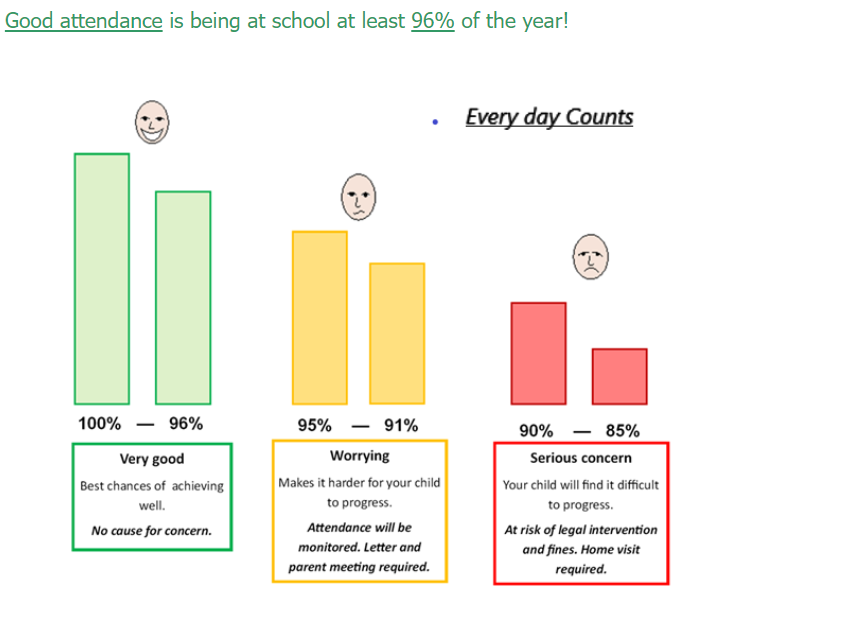 Good attendance is being at school at least 96% of the year!
• Every day Counts
100% — 96%
Very good
Best chances of achieving
well.
No cause for concern.
95% — 91%
Worrying
Makes it harder for your child
to progress.
Attendance will be
monitored. Letter and
parent meeting required.
90% — 85%
Serious concern
Your child will find it difficult
to progress.
At risk of legal intervention
and fines. Home visit
required.